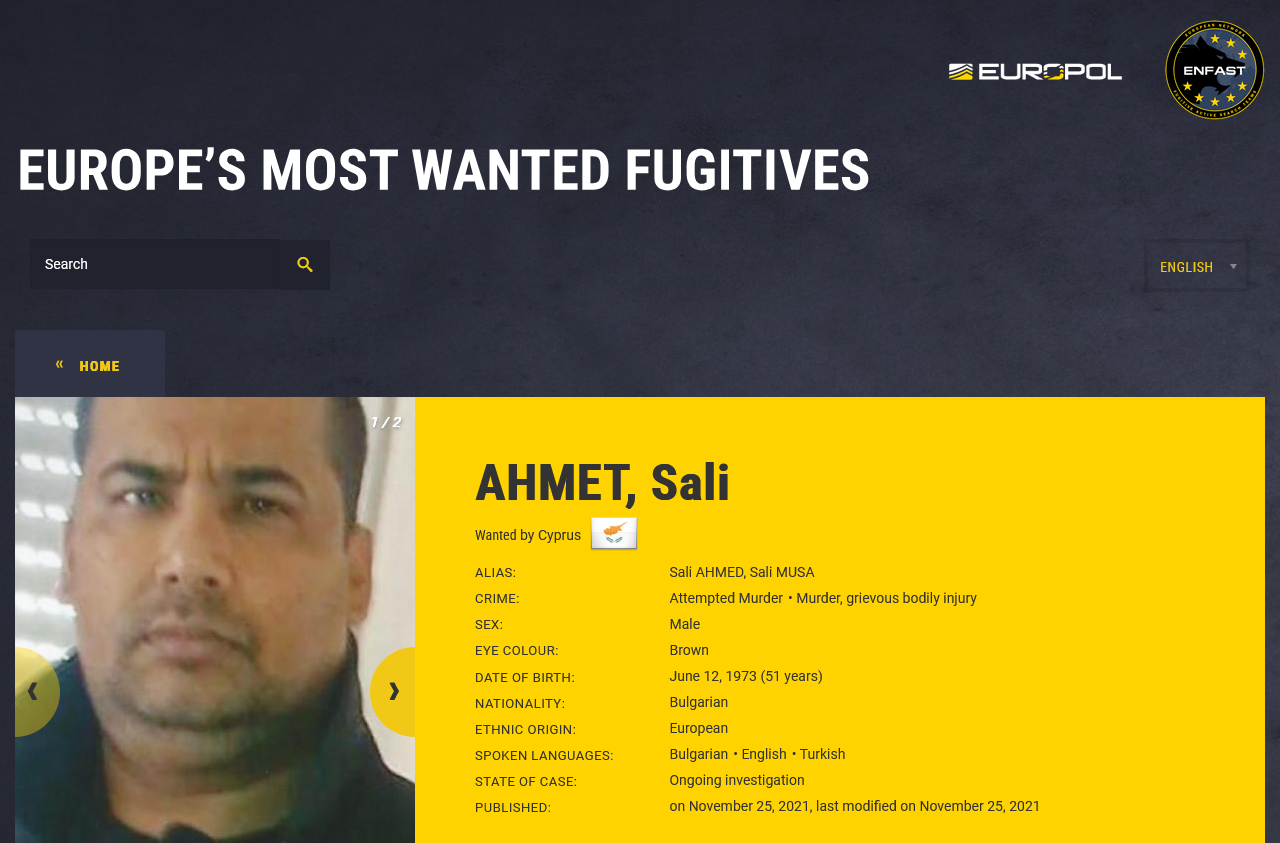 EUROPOL
EUROPEAN NETWORK
ENFAST
FUGITIVE ACTIVE SEARCH TEAMS
EUROPE’S MOST WANTED FUGITIVES
Search
ENGLISH
« HOME
1 / 2
AHMET, Sali
Wanted by Cyprus
ALIAS: Sali AHMED, Sali MUSA
CRIME: Attempted Murder • Murder, grievous bodily injury
SEX: Male
EYE COLOUR: Brown
DATE OF BIRTH: June 12, 1973 (51 years)
NATIONALITY: Bulgarian
ETHNIC ORIGIN: European
SPOKEN LANGUAGES: Bulgarian • English • Turkish
STATE OF CASE: Ongoing investigation
PUBLISHED: on November 25, 2021, last modified on November 25, 2021